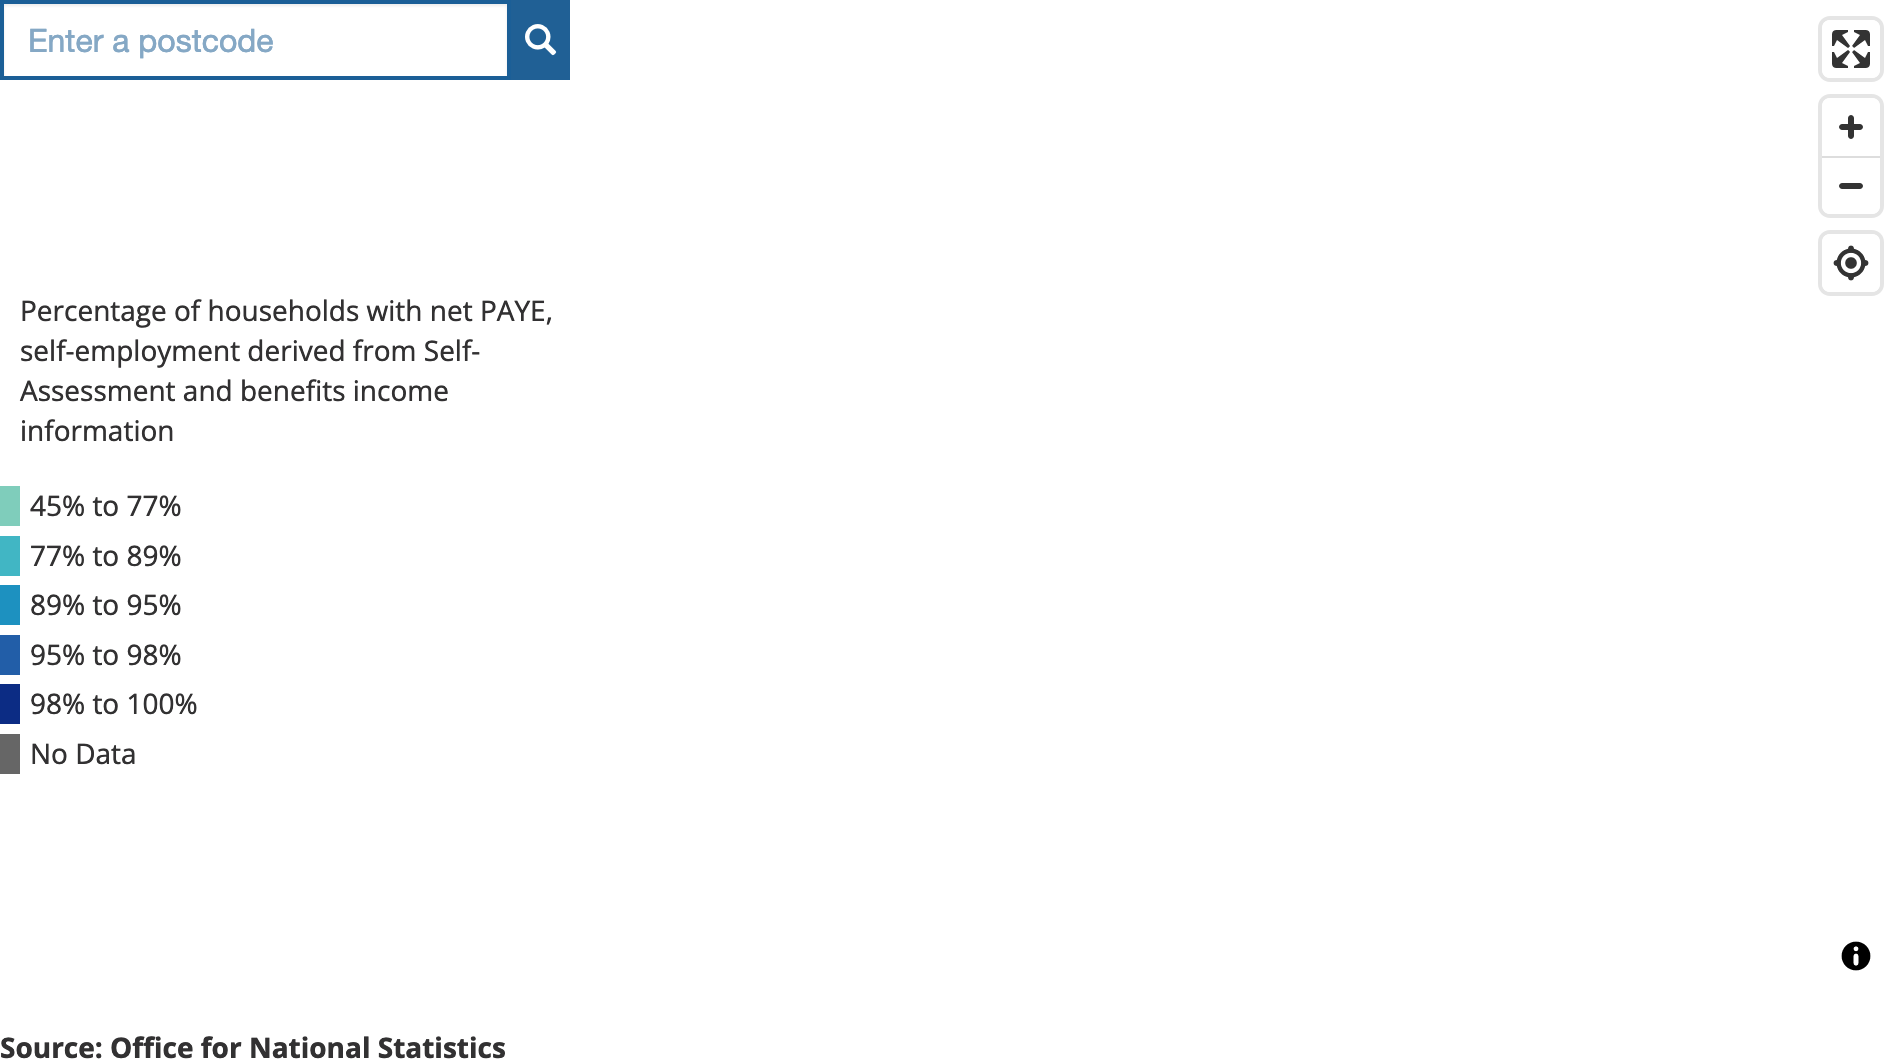 Enter a postcode
Percentage of households with net PAYE,
self-employment derived from Self-
Assessment and benefits income
information
45% to 77%
77% to 89%
89% to 95%
95% to 98%
98% to 100%
No Data
Source: Office for National Statistics